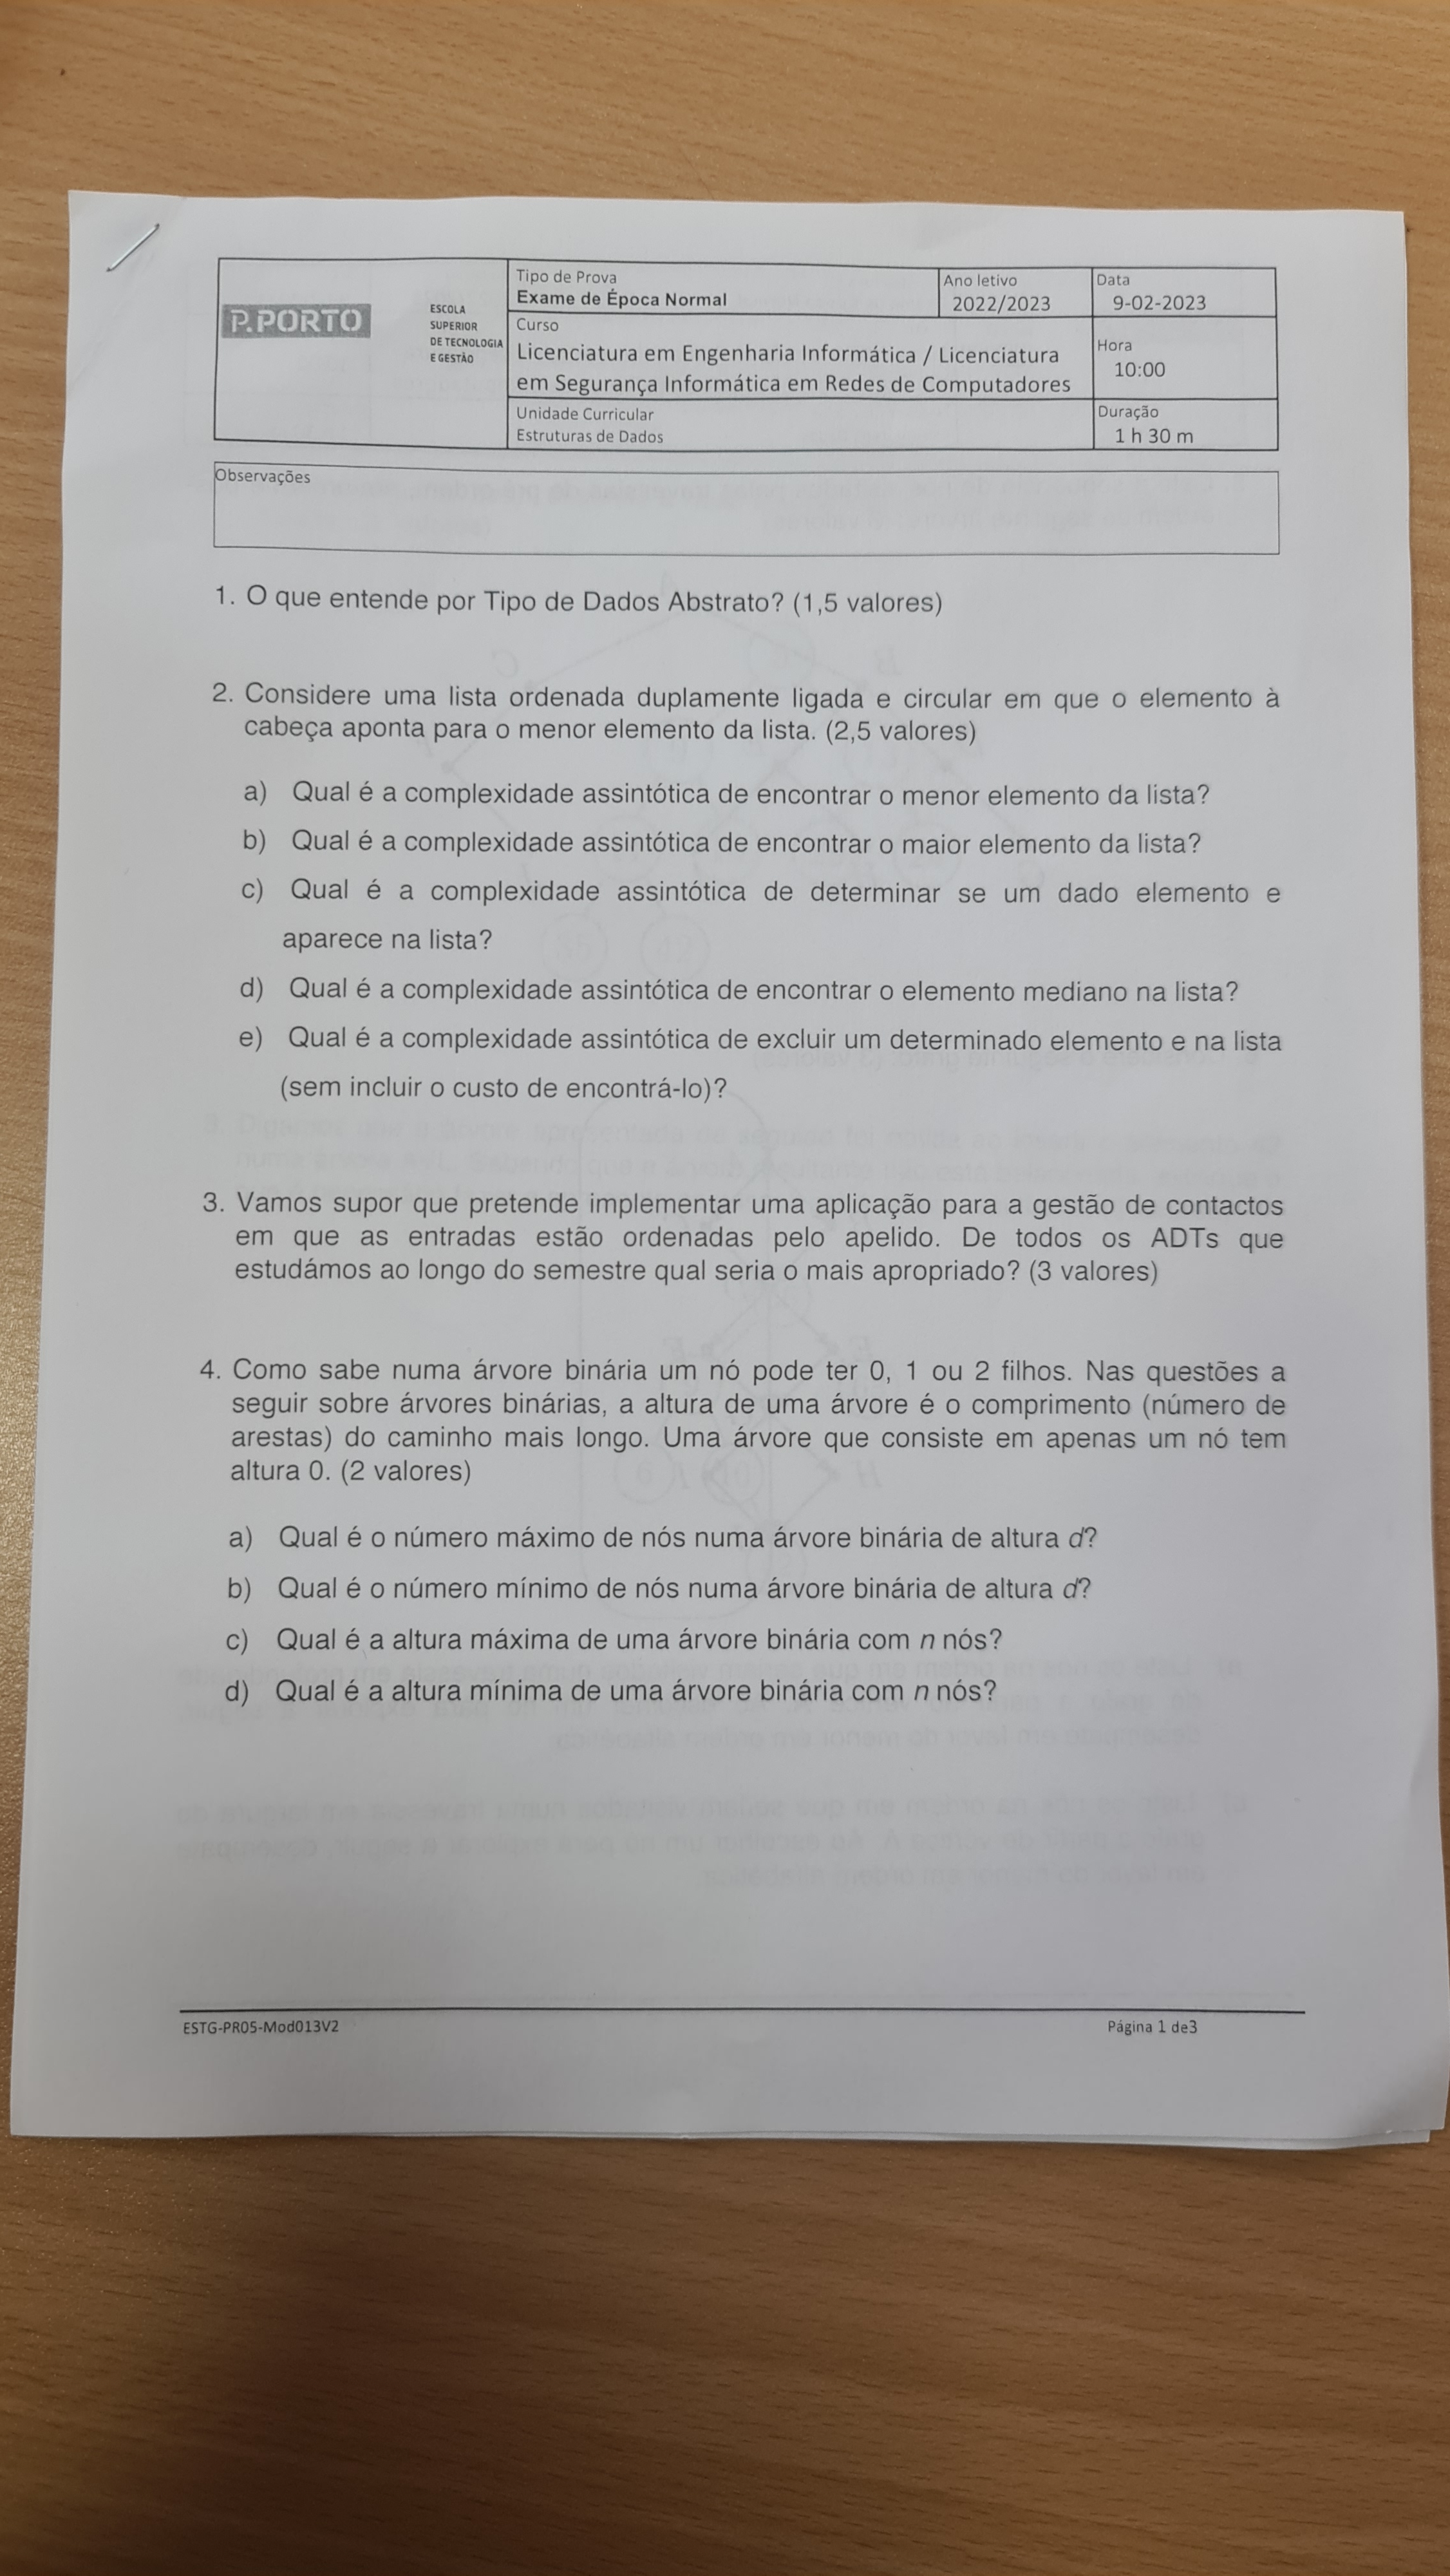 P.PORTO
ESCOLA
SUPERIOR
DE TECNOLOGIA
E GESTÃO
Tipo de Prova
Exame de Época Normal
Ano letivo
2022/2023
Data
9-02-2023
Curso
Licenciatura em Engenharia Informática / Licenciatura
em Segurança Informática em Redes de Computadores
Hora
10:00
Unidade Curricular
Estruturas de Dados
Duração
1 h 30 m
Observações
1. O que entende por Tipo de Dados Abstrato? (1,5 valores)
2. Considere uma lista ordenada duplamente ligada e circular em que o elemento à
cabeça aponta para o menor elemento da lista. (2,5 valores)
a) Qual é a complexidade assintótica de encontrar o menor elemento da lista?
b) Qual é a complexidade assintótica de encontrar o maior elemento da lista?
c) Qual é a complexidade assintótica de determinar se um dado elemento e
aparece na lista?
d) Qual é a complexidade assintótica de encontrar o elemento mediano na lista?
e) Qual é a complexidade assintótica de excluir um determinado elemento e na lista
(sem incluir o custo de encontrá-lo)?
3. Vamos supor que pretende implementar uma aplicação para a gestão de contactos
em que as entradas estão ordenadas pelo apelido. De todos os ADTs que
estudámos ao longo do semestre qual seria o mais apropriado? (3 valores)
4. Como sabe numa árvore binária um nó pode ter 0, 1 ou 2 filhos. Nas questões a
seguir sobre árvores binárias, a altura de uma árvore é o comprimento (número de
arestas) do caminho mais longo. Uma árvore que consiste em apenas um nó tem
altura 0. (2 valores)
a) Qual é o número máximo de nós numa árvore binária de altura d?
b) Qual é o número mínimo de nós numa árvore binária de altura d?
c) Qual é a altura máxima de uma árvore binária com n nós?
d) Qual é a altura mínima de uma árvore binária com n nós?
ESTG-PR05-Mod013V2
Página 1 de3